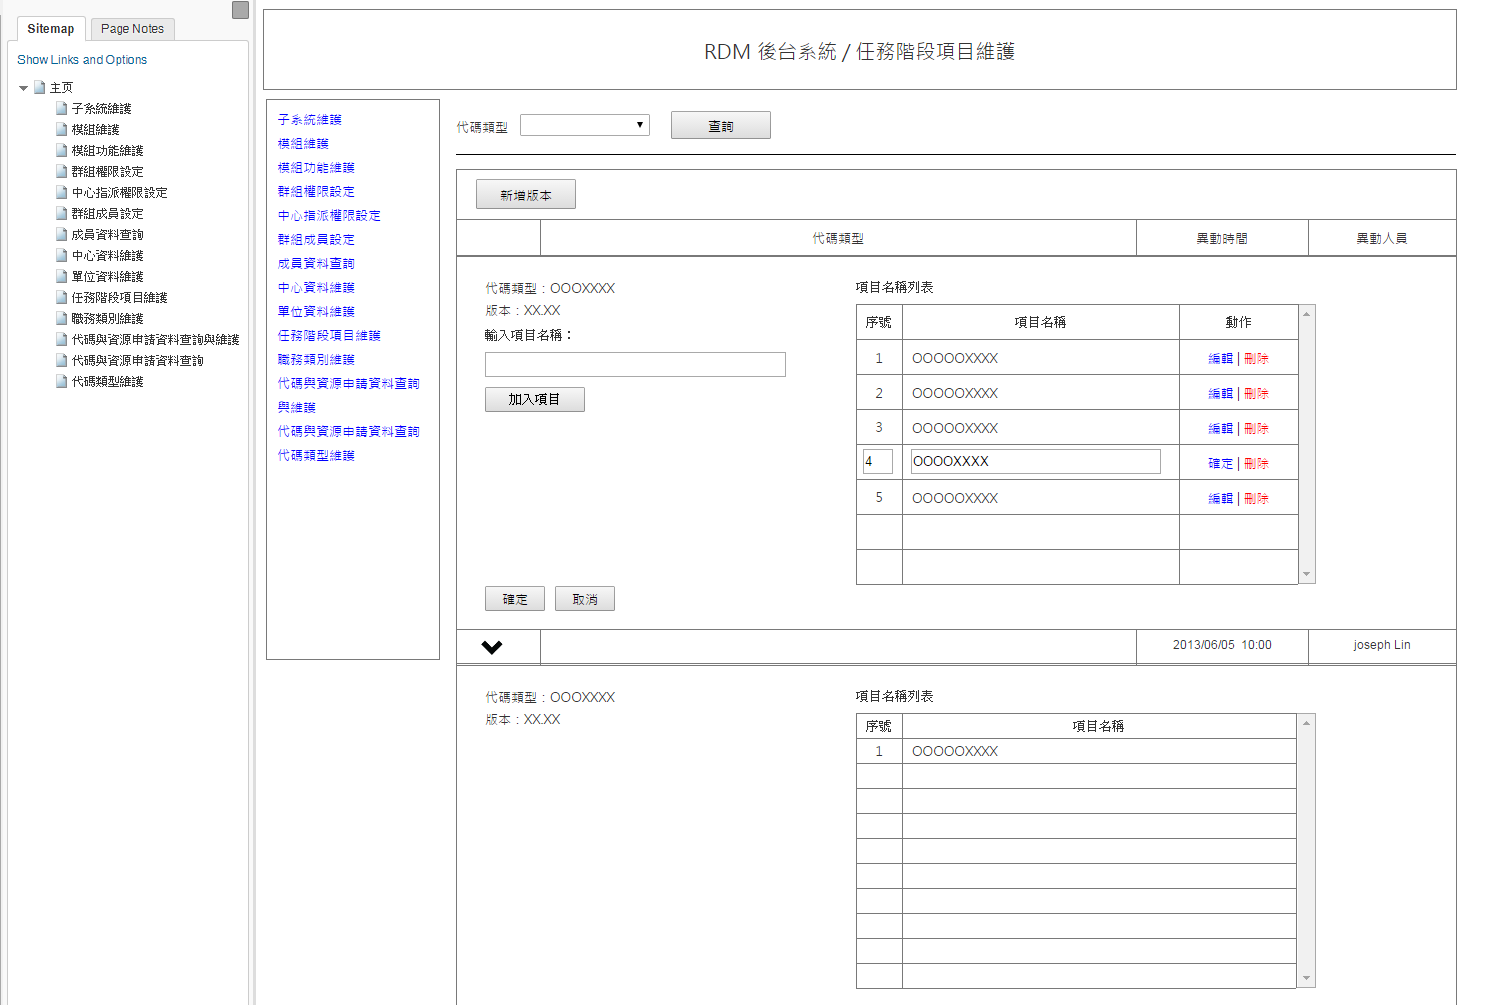 Sitemap
Page Notes
Show Links and Options
主页
子系統維護
模組維護
模組功能維護
群組權限設定
中心指派權限設定
群組成員設定
成員資料查詢
中心資料維護
單位資料維護
任務階段項目維護
職務類別維護
代碼與資源申請資料查詢與維護
代碼與資源申請資料查詢
代碼類型維護
RDM 後台系統 / 任務階段項目維護
子系統維護
模組維護
模組功能維護
群組權限設定
中心指派權限設定
群組成員設定
成員資料查詢
中心資料維護
單位資料維護
任務階段項目維護
職務類別維護
代碼與資源申請資料查詢
與維護
代碼與資源申請資料查詢
代碼類型維護
代碼類型 查詢
新增版本
代碼類型 異動時間 異動人員
代碼類型：OOOXXXX
版本：XX.XX
輸入項目名稱：
加入項目
確定 取消
項目名稱列表
序號 項目名稱 動作
1 OOOOOXXXX 編輯 | 刪除
2 OOOOOXXXX 編輯 | 刪除
3 OOOOOXXXX 編輯 | 刪除
4 OOOOXXXX 確定 | 刪除
5 OOOOOXXXX 編輯 | 刪除
2013/06/05 10:00 joseph Lin
代碼類型：OOOXXXX
版本：XX.XX
項目名稱列表
序號 項目名稱
1 OOOOOXXXX